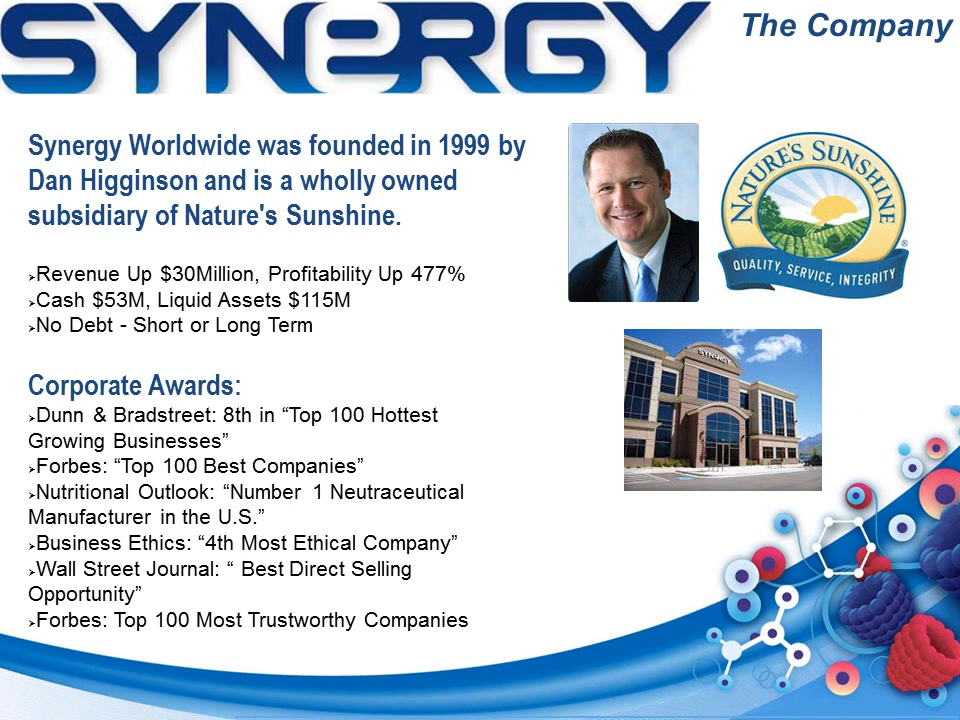 SYNERGY
The Company
Synergy Worldwide was founded in 1999 by
Dan Higginson and is a wholly owned
subsidiary of Nature's Sunshine.
➢Revenue Up $30Million, Profitability Up 477%
➢Cash $53M, Liquid Assets $115M
➢No Debt - Short or Long Term
Corporate Awards:
➢Dunn & Bradstreet: 8th in “Top 100 Hottest
Growing Businesses”
➢Forbes: “Top 100 Best Companies”
➢Nutritional Outlook: “Number 1 Neutraceutical
Manufacturer in the U.S.”
➢Business Ethics: “4th Most Ethical Company”
➢Wall Street Journal: “ Best Direct Selling
Opportunity”
➢Forbes: Top 100 Most Trustworthy Companies
NATURE'S SUNSHINE
®
QUALITY, SERVICE, INTEGRITY
SYNERGY